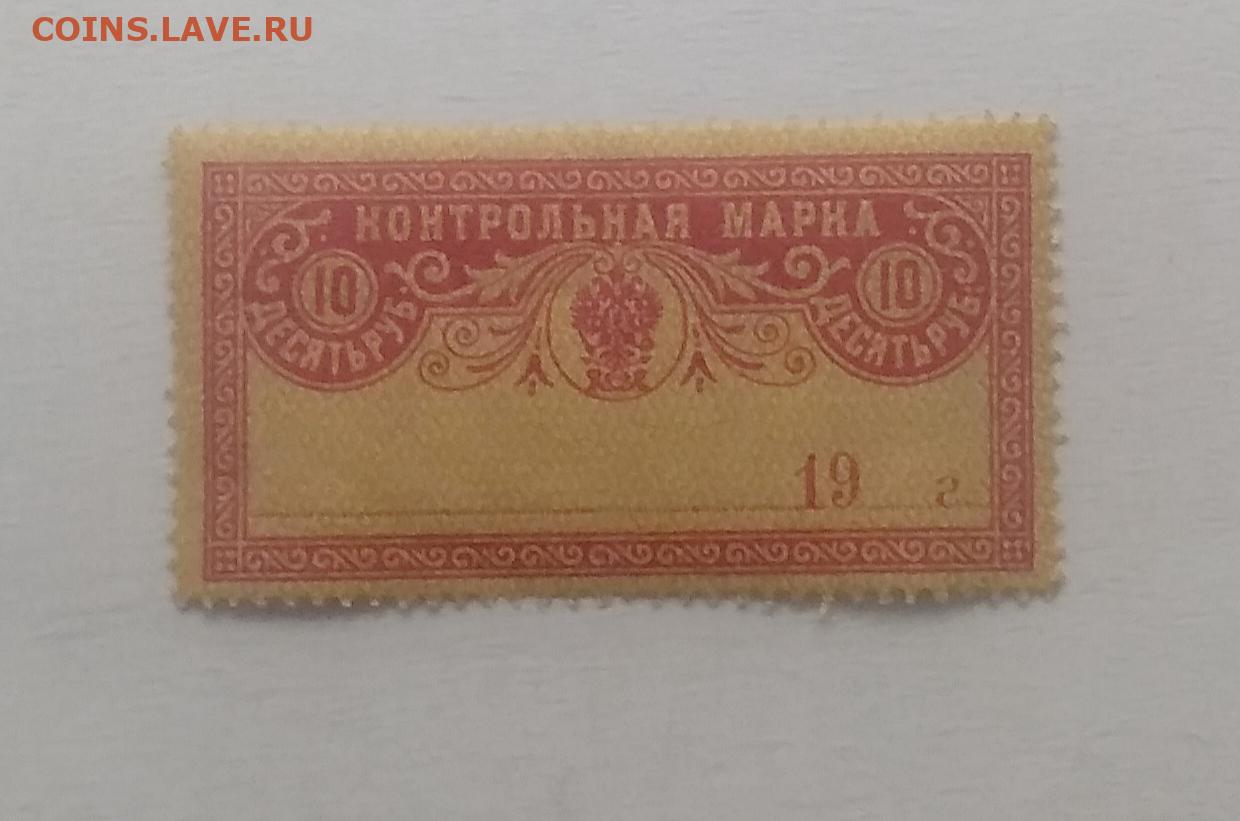 COINS.LAVE.RU
КОНТРОЛЬНАЯ МАРКА
10 10
ДЕСЯТЬ РУБ. ДЕСЯТЬ РУБ.
19 г.